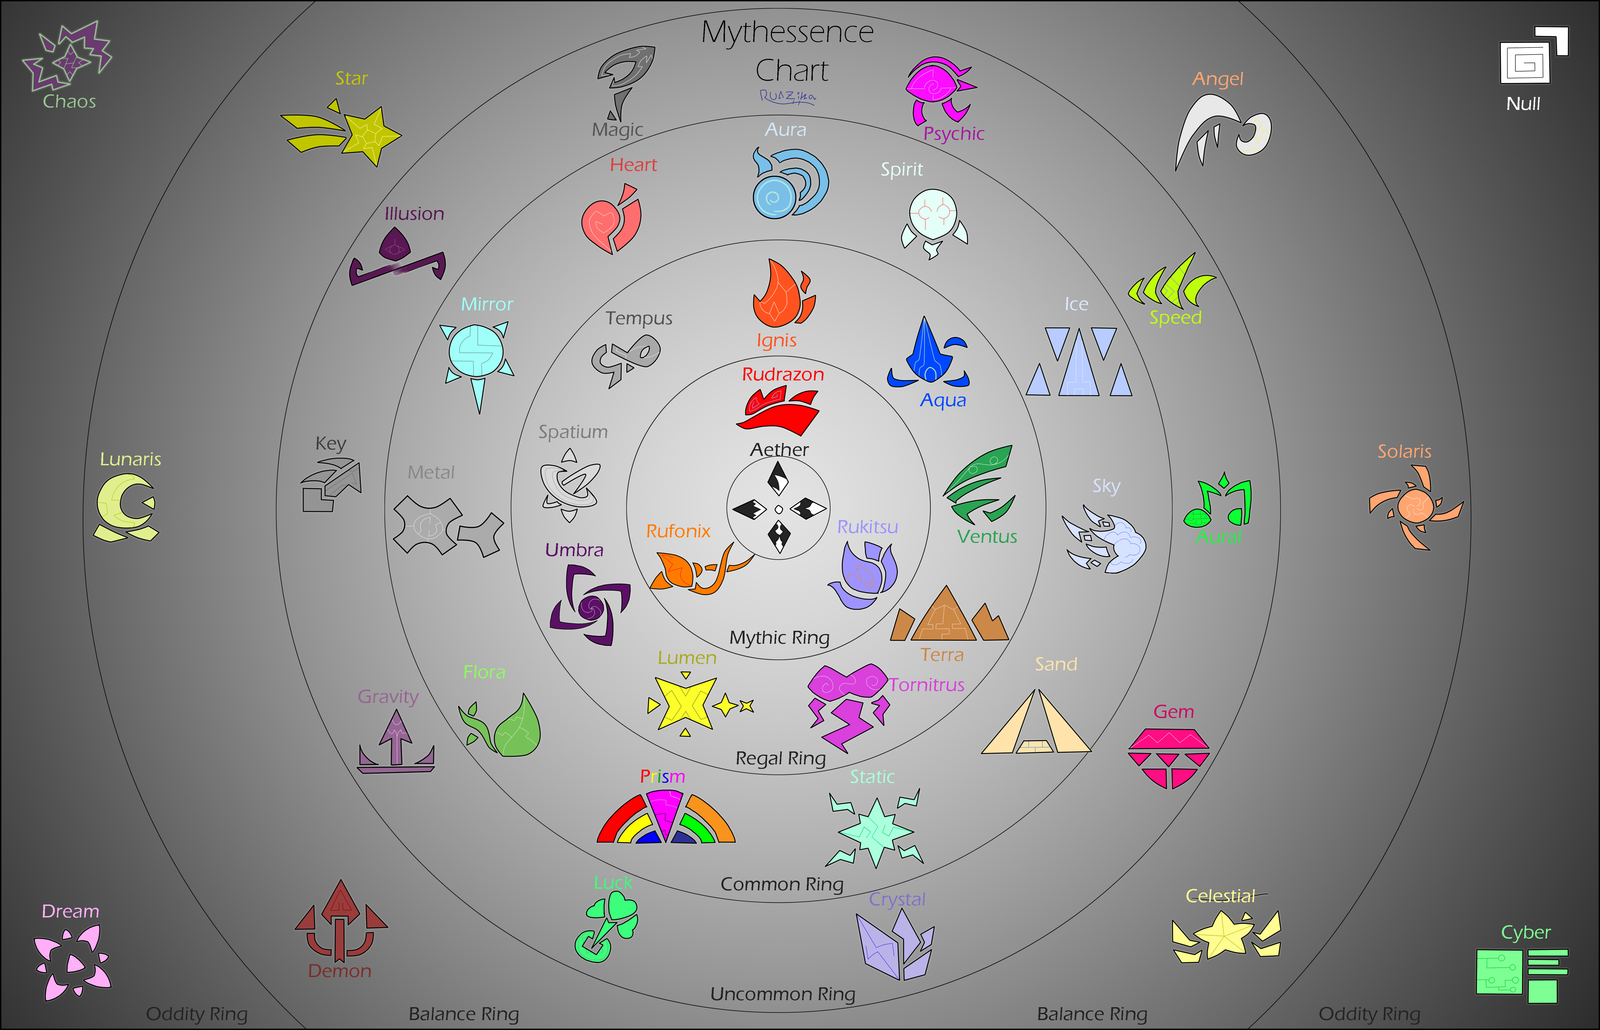 Mythessence
Chart
Rudzixa
Chaos
Star
Magic
Psychic
Angel
Null
Aura
Heart
Spirit
Illusion
Mirror
Tempus
Ignis
Ice
Speed
Aqua
Rudrazon
Aether
Spatium
Key
Metal
Lunaris
Solaris
Sky
Aural
Ventus
Rufonix
Rukitsu
Umbra
Mythic Ring
Lumen
Terra
Tornitrus
Sand
Flora
Gravity
Gem
Regal Ring
Prism
Static
Common Ring
Luck
Crystal
Celestial
Dream
Demon
Cyber
Uncommon Ring
Oddity Ring
Balance Ring
Balance Ring
Oddity Ring